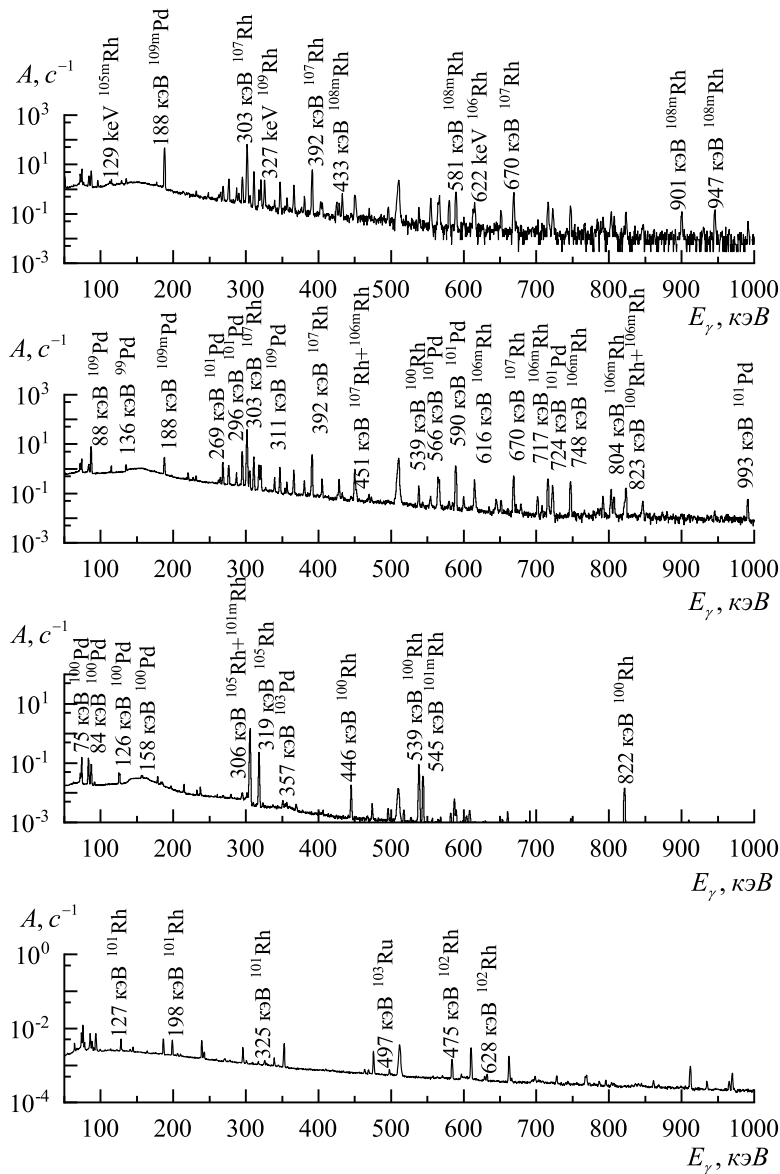 A, c⁻¹
129 keV ¹⁰⁵ᵐRh
188 кэВ ¹⁰⁹ᵐPd
303 кэВ ¹⁰⁷Rh
327 keV ¹⁰⁹Rh
392 кэВ ¹⁰⁷Rh
433 кэВ ¹⁰⁸ᵐRh
581 кэВ ¹⁰⁸ᵐRh
622 keV ¹⁰⁶Rh
670 кэВ ¹⁰⁷Rh
901 кэВ ¹⁰⁸ᵐRh
947 кэВ ¹⁰⁸ᵐRh
10³
10¹
10⁻¹
10⁻³
100 200 300 400 500 600 700 800 900 1000
Eᵧ, кэВ
A, c⁻¹
88 кэВ ¹⁰⁹Pd
136 кэВ ⁹⁹Pd
188 кэВ ¹⁰⁹ᵐPd
269 кэВ ¹⁰¹Pd
296 кэВ ¹⁰¹Pd
303 кэВ ¹⁰⁷Rh
311 кэВ ¹⁰⁹Pd
392 кэВ ¹⁰⁷Rh
451 кэВ ¹⁰⁷Rh+¹⁰⁶ᵐRh
539 кэВ ¹⁰⁰Rh
566 кэВ ¹⁰¹Pd
590 кэВ ¹⁰¹Pd
616 кэВ ¹⁰⁶ᵐRh
670 кэВ ¹⁰⁷Rh
717 кэВ ¹⁰⁶ᵐRh
724 кэВ ¹⁰¹Pd
748 кэВ ¹⁰⁶ᵐRh
804 кэВ ¹⁰⁶ᵐRh
823 кэВ ¹⁰⁰Rh+¹⁰⁶ᵐRh
993 кэВ ¹⁰¹Pd
10³
10¹
10⁻¹
10⁻³
100 200 300 400 500 600 700 800 900 1000
Eᵧ, кэВ
A, c⁻¹
75 кэВ ¹⁰⁰Pd
84 кэВ ¹⁰⁰Pd
126 кэВ ¹⁰⁰Pd
158 кэВ ¹⁰⁰Pd
306 кэВ ¹⁰⁵Rh+¹⁰¹ᵐRh
319 кэВ ¹⁰⁵Rh
357 кэВ ¹⁰³Pd
446 кэВ ¹⁰⁰Rh
539 кэВ ¹⁰⁰Rh
545 кэВ ¹⁰¹ᵐRh
822 кэВ ¹⁰⁰Rh
10¹
10⁻¹
10⁻³
100 200 300 400 500 600 700 800 900 1000
Eᵧ, кэВ
A, c⁻¹
127 кэВ ¹⁰¹Rh
198 кэВ ¹⁰¹Rh
325 кэВ ¹⁰¹Rh
497 кэВ ¹⁰³Ru
475 кэВ ¹⁰²Rh
628 кэВ ¹⁰²Rh
10⁰
10⁻²
10⁻⁴
100 200 300 400 500 600 700 800 900 1000
Eᵧ, кэВ